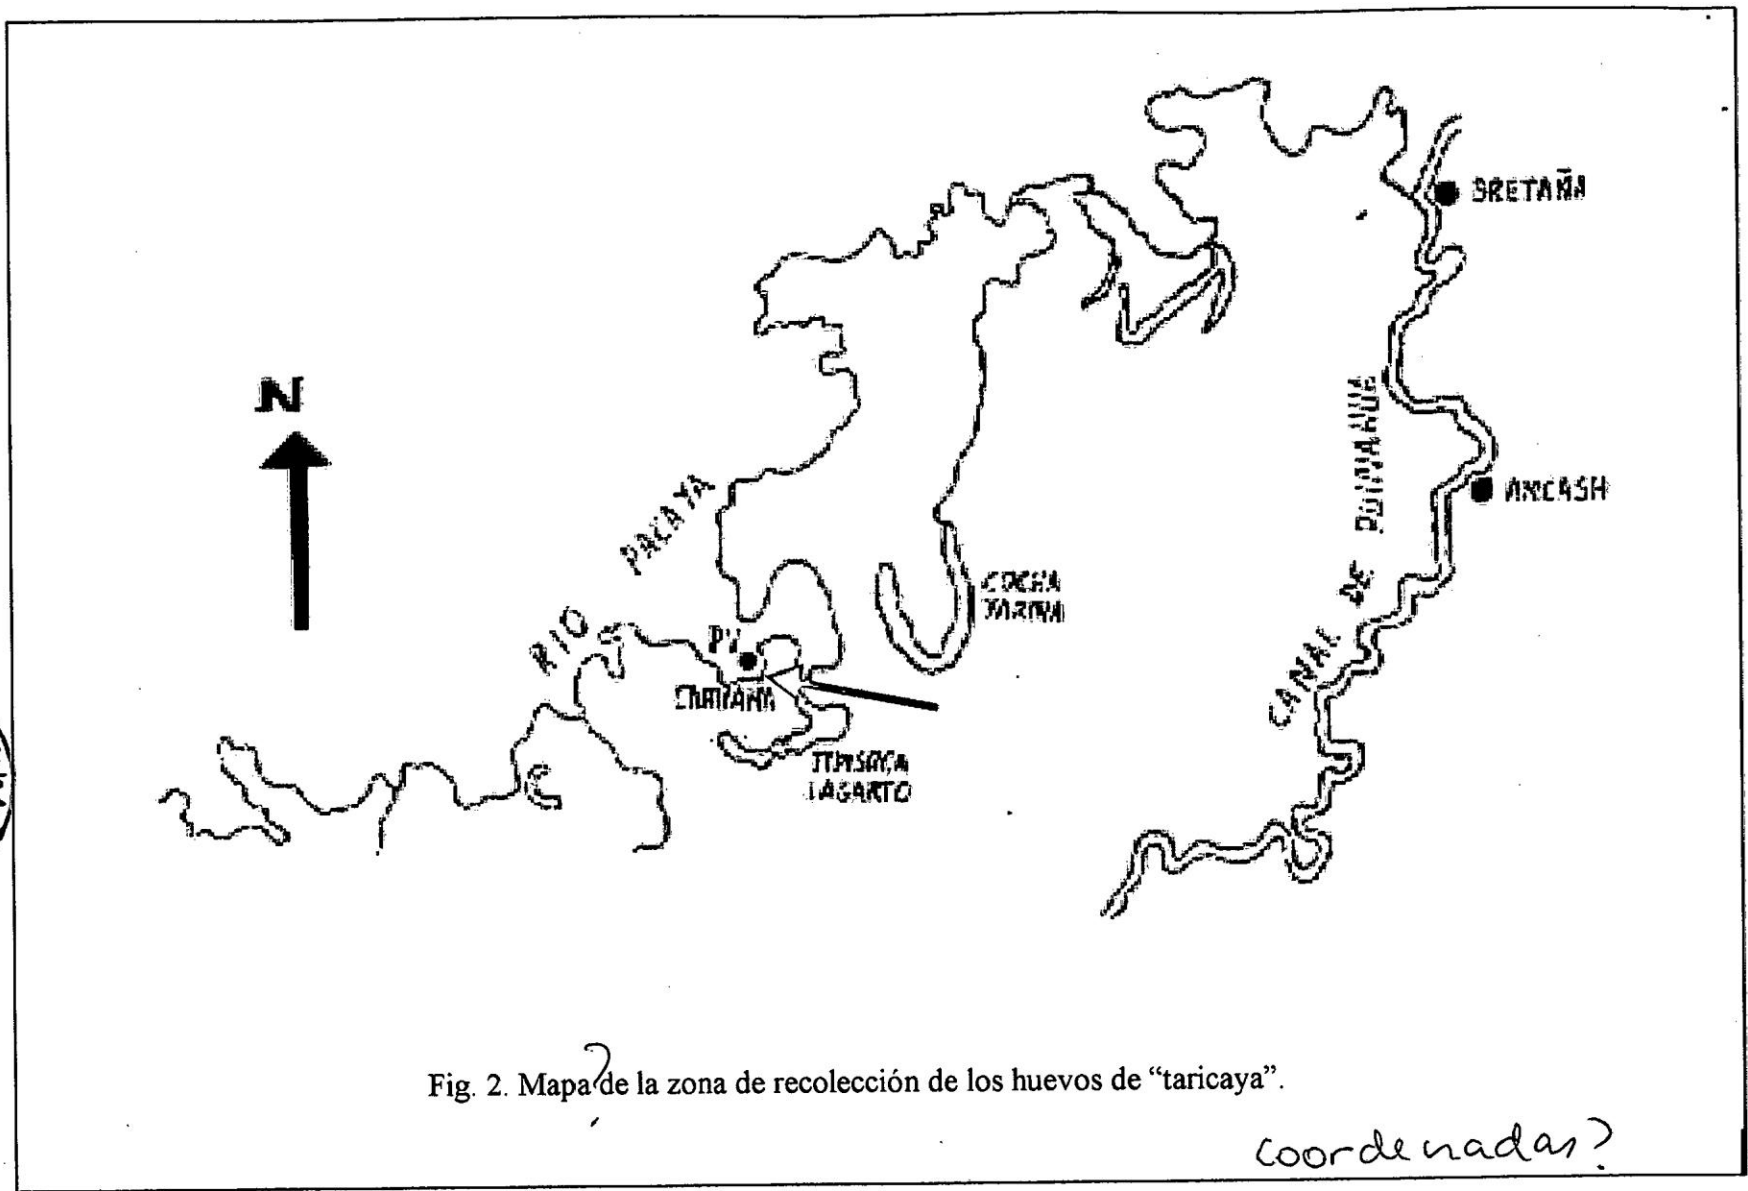 BRETAÑA
N
ANCASH
CANAL DE PUINAHUA
RIO PACAYA
COCHA
YARINA
PV
LAGARTO
Fig. 2. Mapa de la zona de recolección de los huevos de “taricaya”.
?
coordenadas?